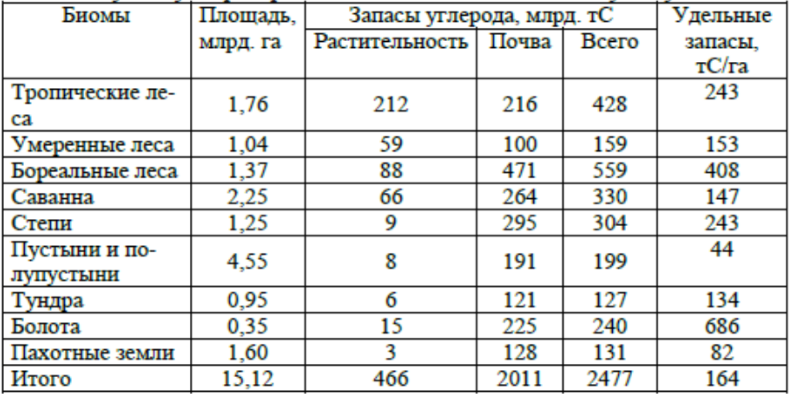 Биомы Площадь, млрд. га Запасы углерода, млрд. тС Удельные запасы, тС/га
Растительность Почва Всего
Тропические ле-
са 1,76 212 216 428 243
Умеренные леса 1,04 59 100 159 153
Бореальные леса 1,37 88 471 559 408
Саванна 2,25 66 264 330 147
Степи 1,25 9 295 304 243
Пустыни и по-
лупустыни 4,55 8 191 199 44
Тундра 0,95 6 121 127 134
Болота 0,35 15 225 240 686
Пахотные земли 1,60 3 128 131 82
Итого 15,12 466 2011 2477 164